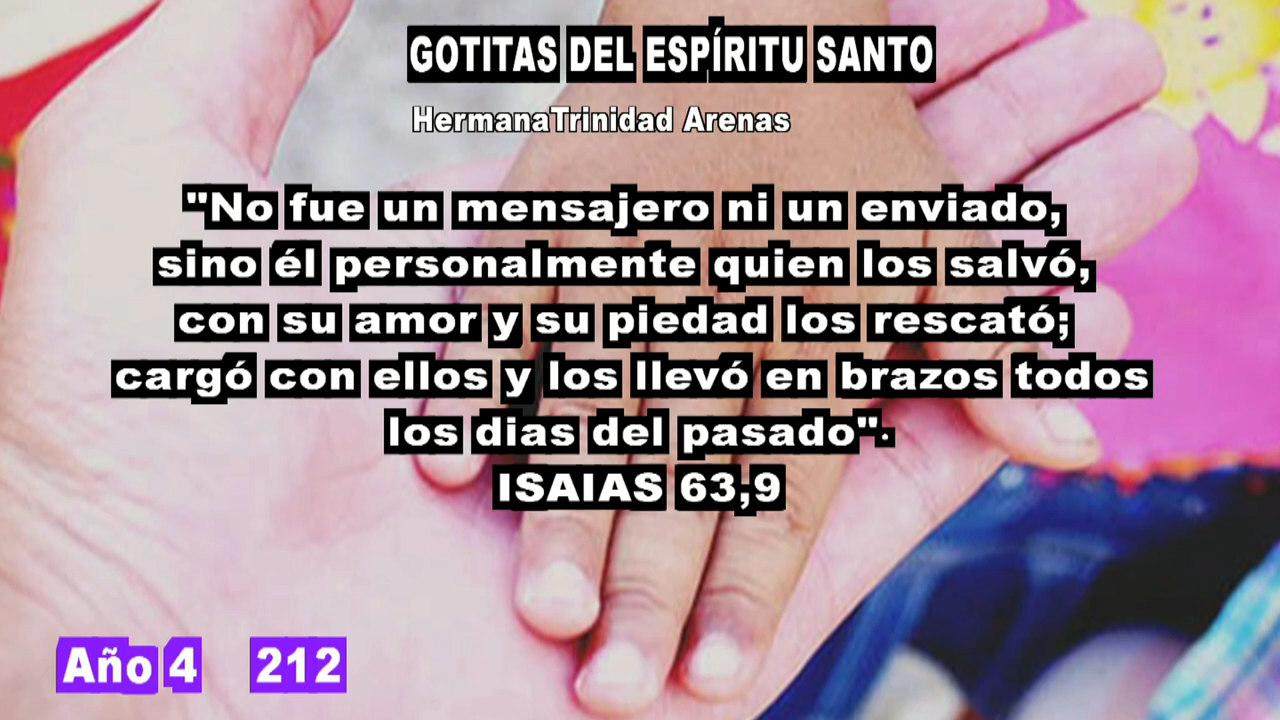 GOTITAS DEL ESPÍRITU SANTO
HermanaTrinidad Arenas
"No fue un mensajero ni un enviado,
sino él personalmente quien los salvó,
con su amor y su piedad los rescató;
cargó con ellos y los llevó en brazos todos
los dias del pasado".
ISAIAS 63,9
Año 4 212